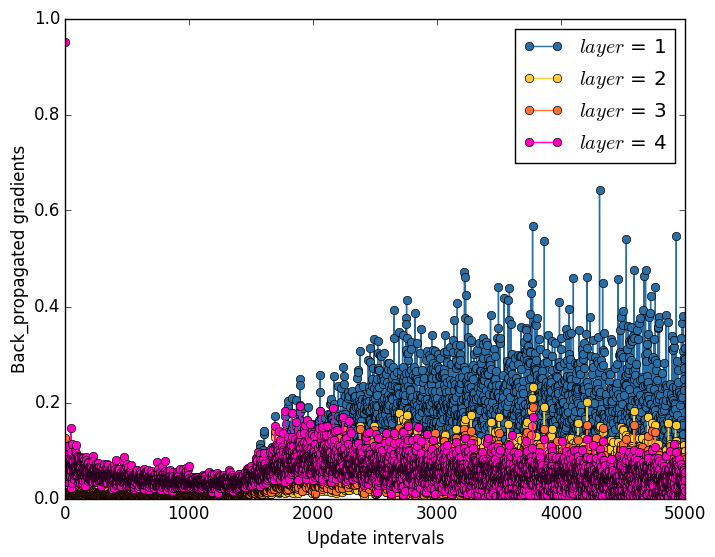 1.0
0.8
0.6
0.4
0.2
0.0
0 1000 2000 3000 4000 5000
Update intervals
Back_propagated gradients
layer = 1
layer = 2
layer = 3
layer = 4